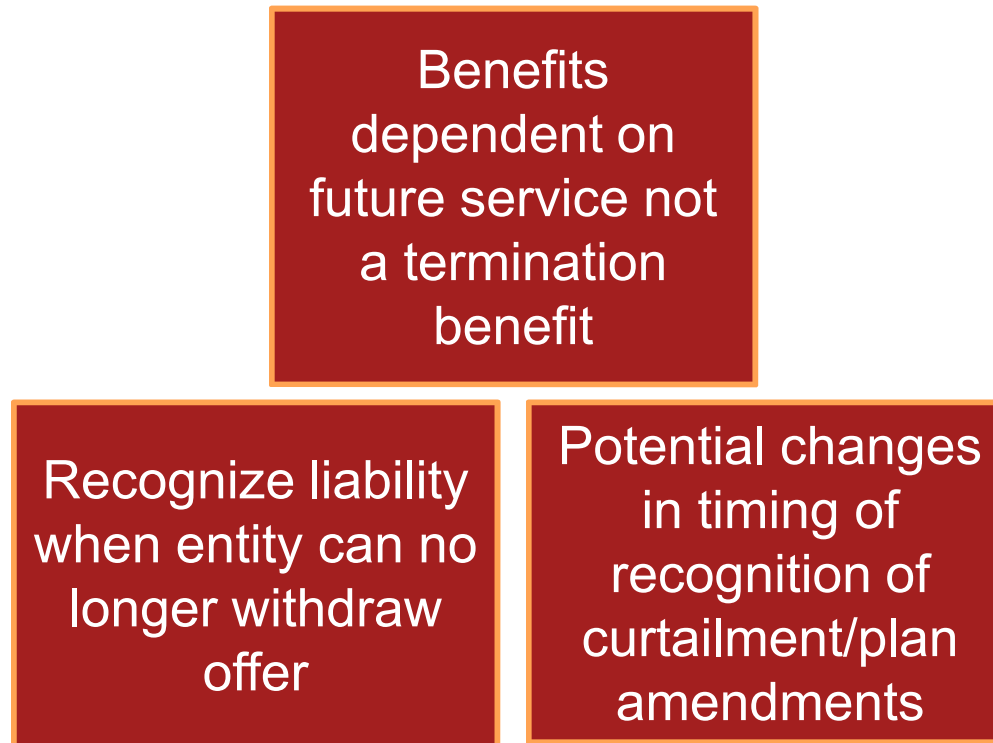 Benefits
dependent on
future service not
a termination
benefit
Recognize liability
when entity can no
longer withdraw
offer
Potential changes
in timing of
recognition of
curtailment/plan
amendments